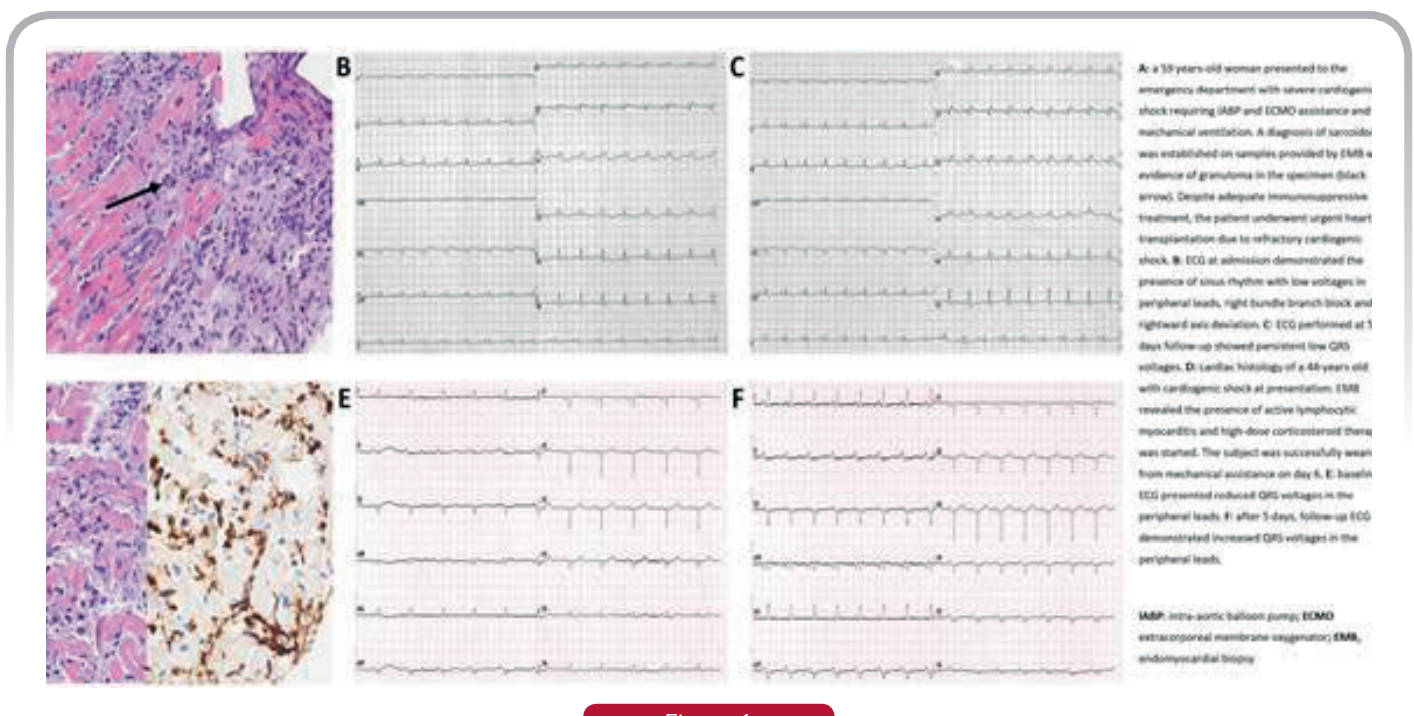 B
C
A: a 59 years-old woman presented to the
emergency department with severe cardiogenic
shock requiring IABP and ECMO assistance and
mechanical ventilation. A diagnosis of sarcoido
was established on samples provided by EMB w
evidence of granuloma in the specimen (black
arrow). Despite adequate immunosuppressive
treatment, the patient underwent urgent heart
transplantation due to refractory cardiogenic
shock. B: ECG at admission demonstrated the
presence of sinus rhythm with low voltages in
peripheral leads, right bundle branch block and
rightward axis deviation. C: ECG performed at 5
days follow-up showed persistent low QRS
voltages. D: cardiac histology of a 44-years old
with cardiogenic shock at presentation. EMB
revealed the presence of active lymphocytic
myocarditis and high-dose corticosteroid therap
was started. The subject was successfully wean
from mechanical assistance on day 6. E: baselin
ECG presented reduced QRS voltages in the
peripheral leads. F: after 5 days, follow-up ECG
demonstrated increased QRS voltages in the
peripheral leads.
E
F
IABP: intra-aortic balloon pump; ECMO
extracorporeal membrane oxygenator; EMB,
endomyocardial biopsy